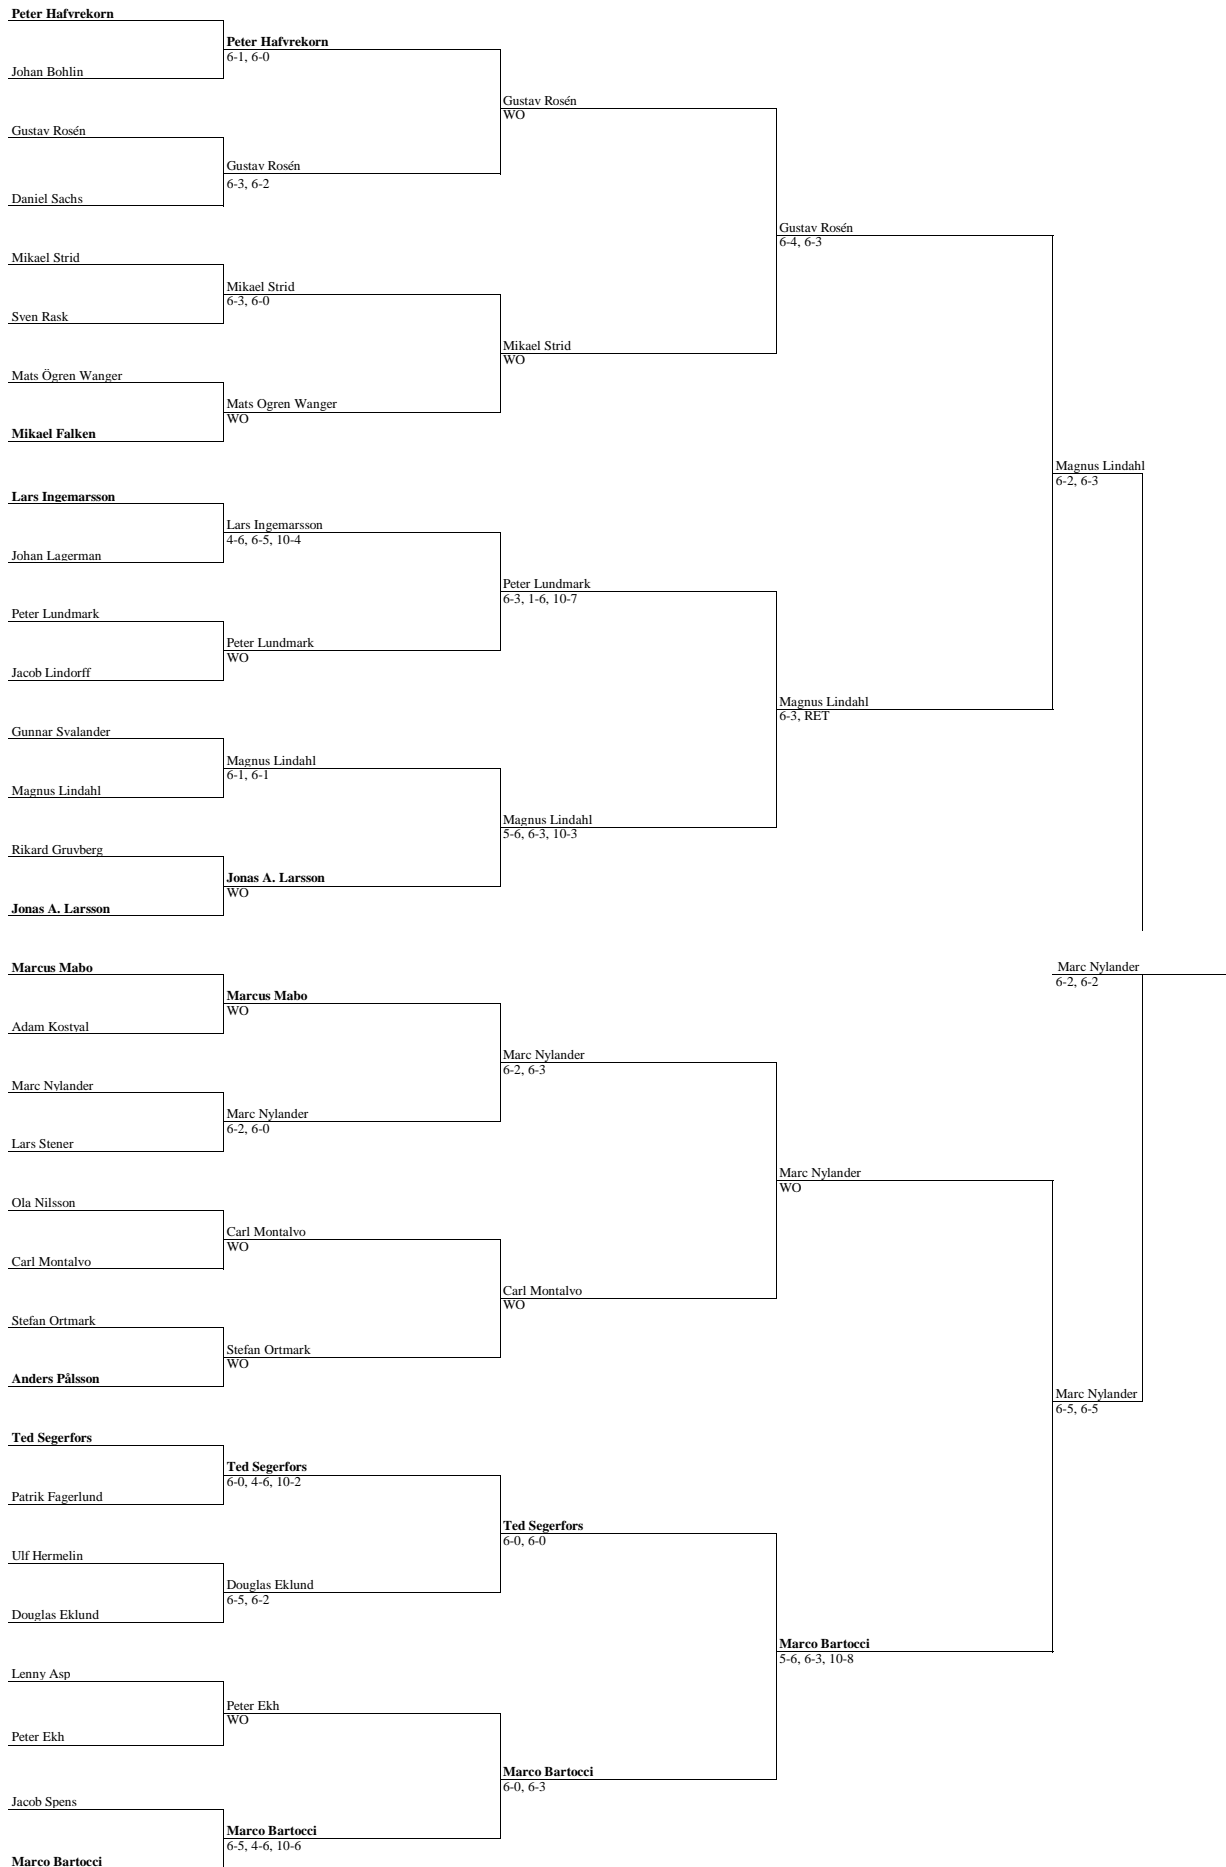 Peter Hafvrekorn
Peter Hafvrekorn
6-1, 6-0
Johan Bohlin
Gustav Rosén
WO
Gustav Rosén
Gustav Rosén
6-3, 6-2
Daniel Sachs
Gustav Rosén
6-4, 6-3
Mikael Strid
Mikael Strid
6-3, 6-0
Sven Rask
Mikael Strid
WO
Mats Ögren Wanger
Mats Ogren Wanger
WO
Mikael Falken
Magnus Lindahl
6-2, 6-3
Lars Ingemarsson
Lars Ingemarsson
4-6, 6-5, 10-4
Johan Lagerman
Peter Lundmark
6-3, 1-6, 10-7
Peter Lundmark
Peter Lundmark
WO
Jacob Lindorff
Magnus Lindahl
6-3, RET
Gunnar Svalander
Magnus Lindahl
6-1, 6-1
Magnus Lindahl
Magnus Lindahl
5-6, 6-3, 10-3
Rikard Gruvberg
Jonas A. Larsson
WO
Jonas A. Larsson
Marcus Mabo
Marc Nylander
6-2, 6-2
Marcus Mabo
WO
Adam Kostyal
Marc Nylander
6-2, 6-3
Marc Nylander
Marc Nylander
6-2, 6-0
Lars Stener
Marc Nylander
WO
Ola Nilsson
Carl Montalvo
WO
Carl Montalvo
Carl Montalvo
WO
Stefan Ortmark
Stefan Ortmark
WO
Anders Pålsson
Marc Nylander
6-5, 6-5
Ted Segerfors
Ted Segerfors
6-0, 4-6, 10-2
Patrik Fagerlund
Ted Segerfors
6-0, 6-0
Ulf Hermelin
Douglas Eklund
6-5, 6-2
Douglas Eklund
Marco Bartocci
5-6, 6-3, 10-8
Lenny Asp
Peter Ekh
WO
Peter Ekh
Marco Bartocci
6-0, 6-3
Jacob Spens
Marco Bartocci
6-5, 4-6, 10-6
Marco Bartocci